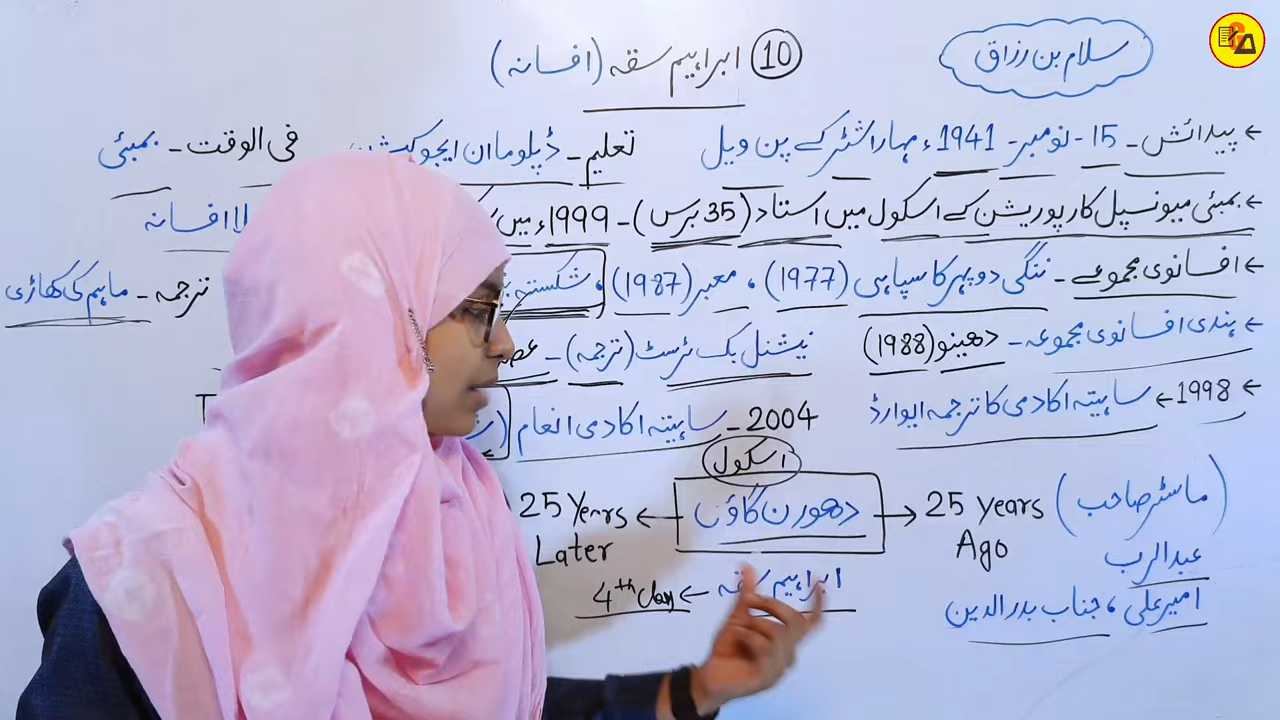 سلام بن رزاق
10 ابراہیم سقہ (افسانہ)
← پیدائش - 15 - نومبر - 1941ء مہاراشٹر کے پن ویل تعلیم - ڈپلوما ان ایجوکیشن فی الوقت - بمبئی
← بمبئی میونسپل کارپوریشن کے اسکول میں استاد (35 برس) - 1999ء میں لا افسانہ
← افسانوی مجموعے - ننگی دوپہر کا سپاہی (1977)، معبر (1987)، شکستہ ترجمہ - ماہم کی کھاڑی
← ہندی افسانوی مجموعہ - دھینو (1988) نیشنل بک ٹرسٹ (ترجمہ) -
← 1998 ← ساہیتہ اکادمی کا ترجمہ ایوارڈ 2004 - ساہیتہ اکادمی انعام (
اسکول
(ماسٹر صاحب) 25 years Ago ← دھورن گاؤں → 25 Years Later
عبدالرب
ابراہیم سقہ ← 4th class
امیر علی، جناب بدرالدین